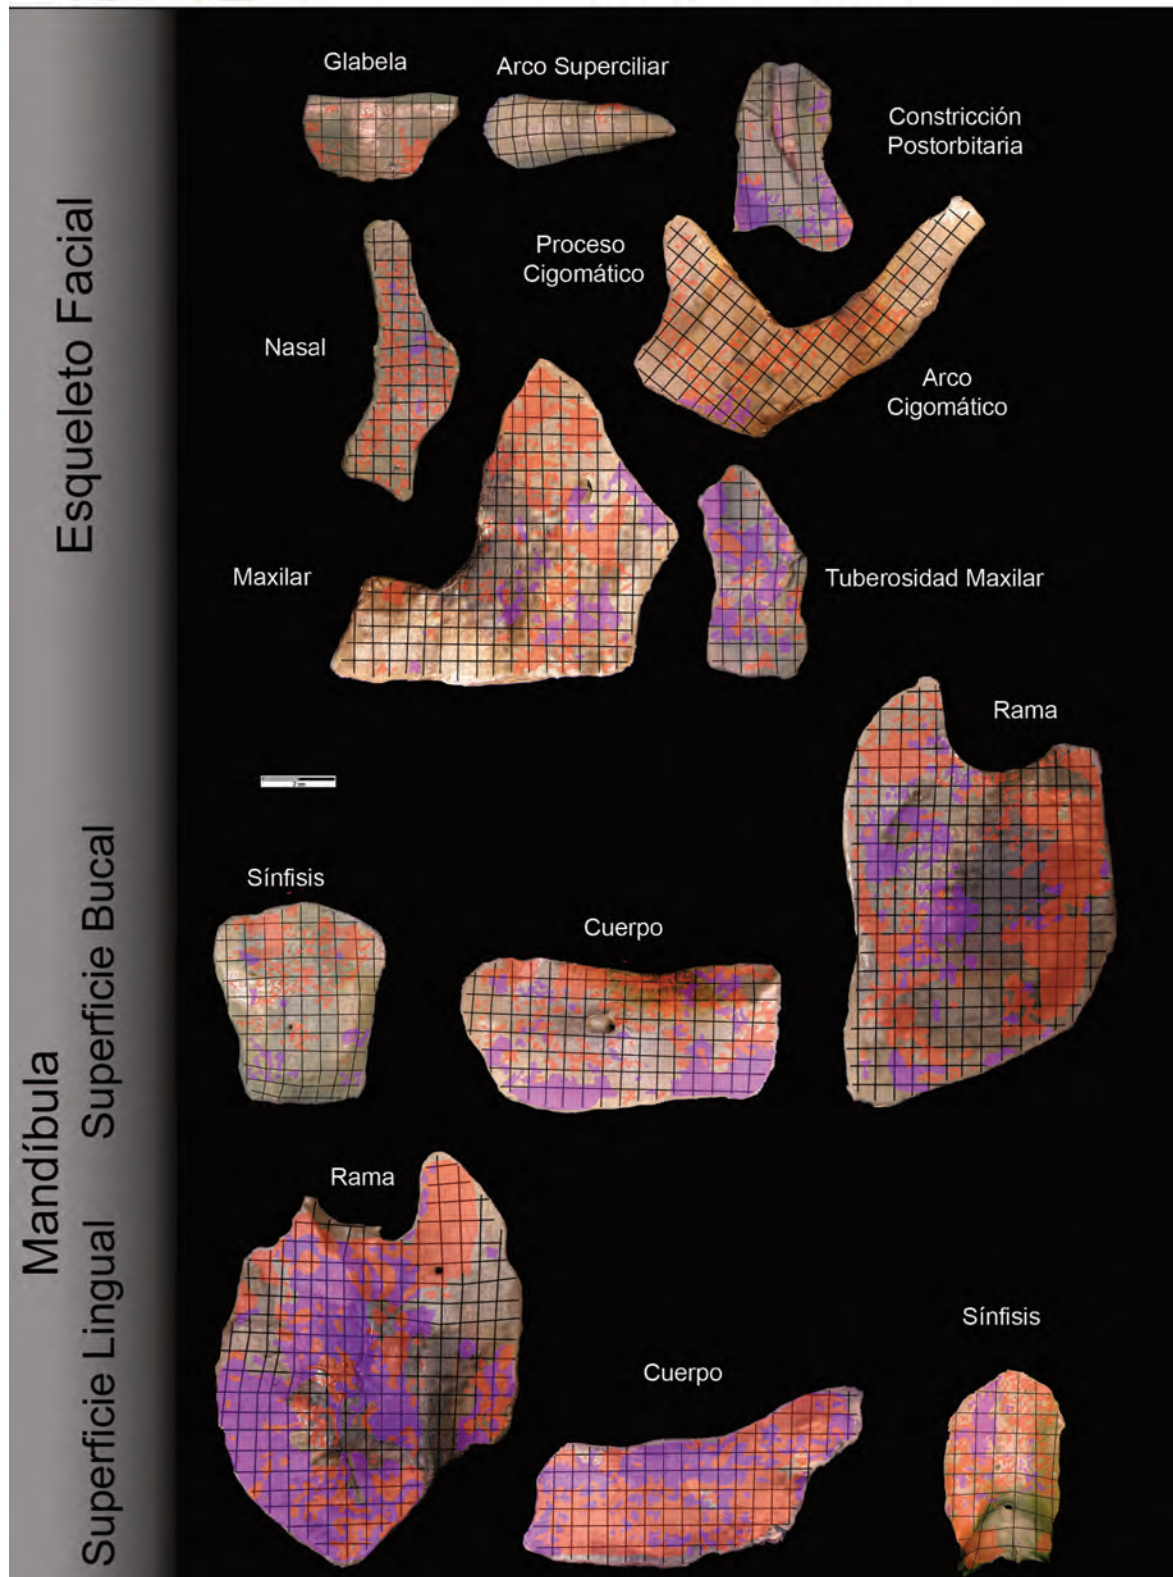 Esqueleto Facial
Glabela
Arco Superciliar
Constricción
Postorbitaria
Proceso
Cigomático
Nasal
Arco
Cigomático
Maxilar
Tuberosidad Maxilar
Mandíbula
Superficie Bucal
Rama
Sínfisis
Cuerpo
Superficie Lingual
Rama
Cuerpo
Sínfisis